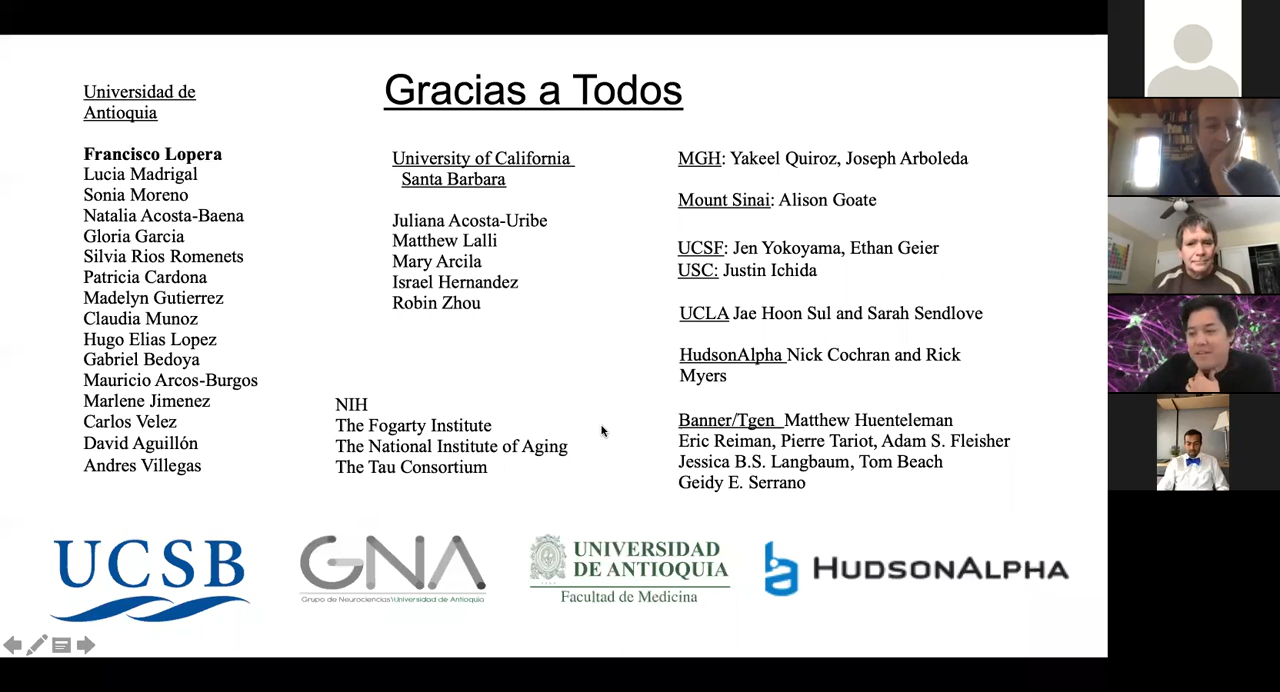 Gracias a Todos
Universidad de
Antioquia
Francisco Lopera
Lucia Madrigal
Sonia Moreno
Natalia Acosta-Baena
Gloria Garcia
Silvia Rios Romenets
Patricia Cardona
Madelyn Gutierrez
Claudia Munoz
Hugo Elias Lopez
Gabriel Bedoya
Mauricio Arcos-Burgos
Marlene Jimenez
Carlos Velez
David Aguillón
Andres Villegas
University of California
Santa Barbara
Juliana Acosta-Uribe
Matthew Lalli
Mary Arcila
Israel Hernandez
Robin Zhou
NIH
The Fogarty Institute
The National Institute of Aging
The Tau Consortium
MGH: Yakeel Quiroz, Joseph Arboleda
Mount Sinai: Alison Goate
UCSF: Jen Yokoyama, Ethan Geier
USC: Justin Ichida
UCLA Jae Hoon Sul and Sarah Sendlove
HudsonAlpha Nick Cochran and Rick
Myers
Banner/Tgen Matthew Huenteleman
Eric Reiman, Pierre Tariot, Adam S. Fleisher
Jessica B.S. Langbaum, Tom Beach
Geidy E. Serrano
UCSB
GNA
Grupo de Neurociencias\Universidad de Antioquia
UNIVERSIDAD
DE ANTIOQUIA
Facultad de Medicina
HUDSONALPHA